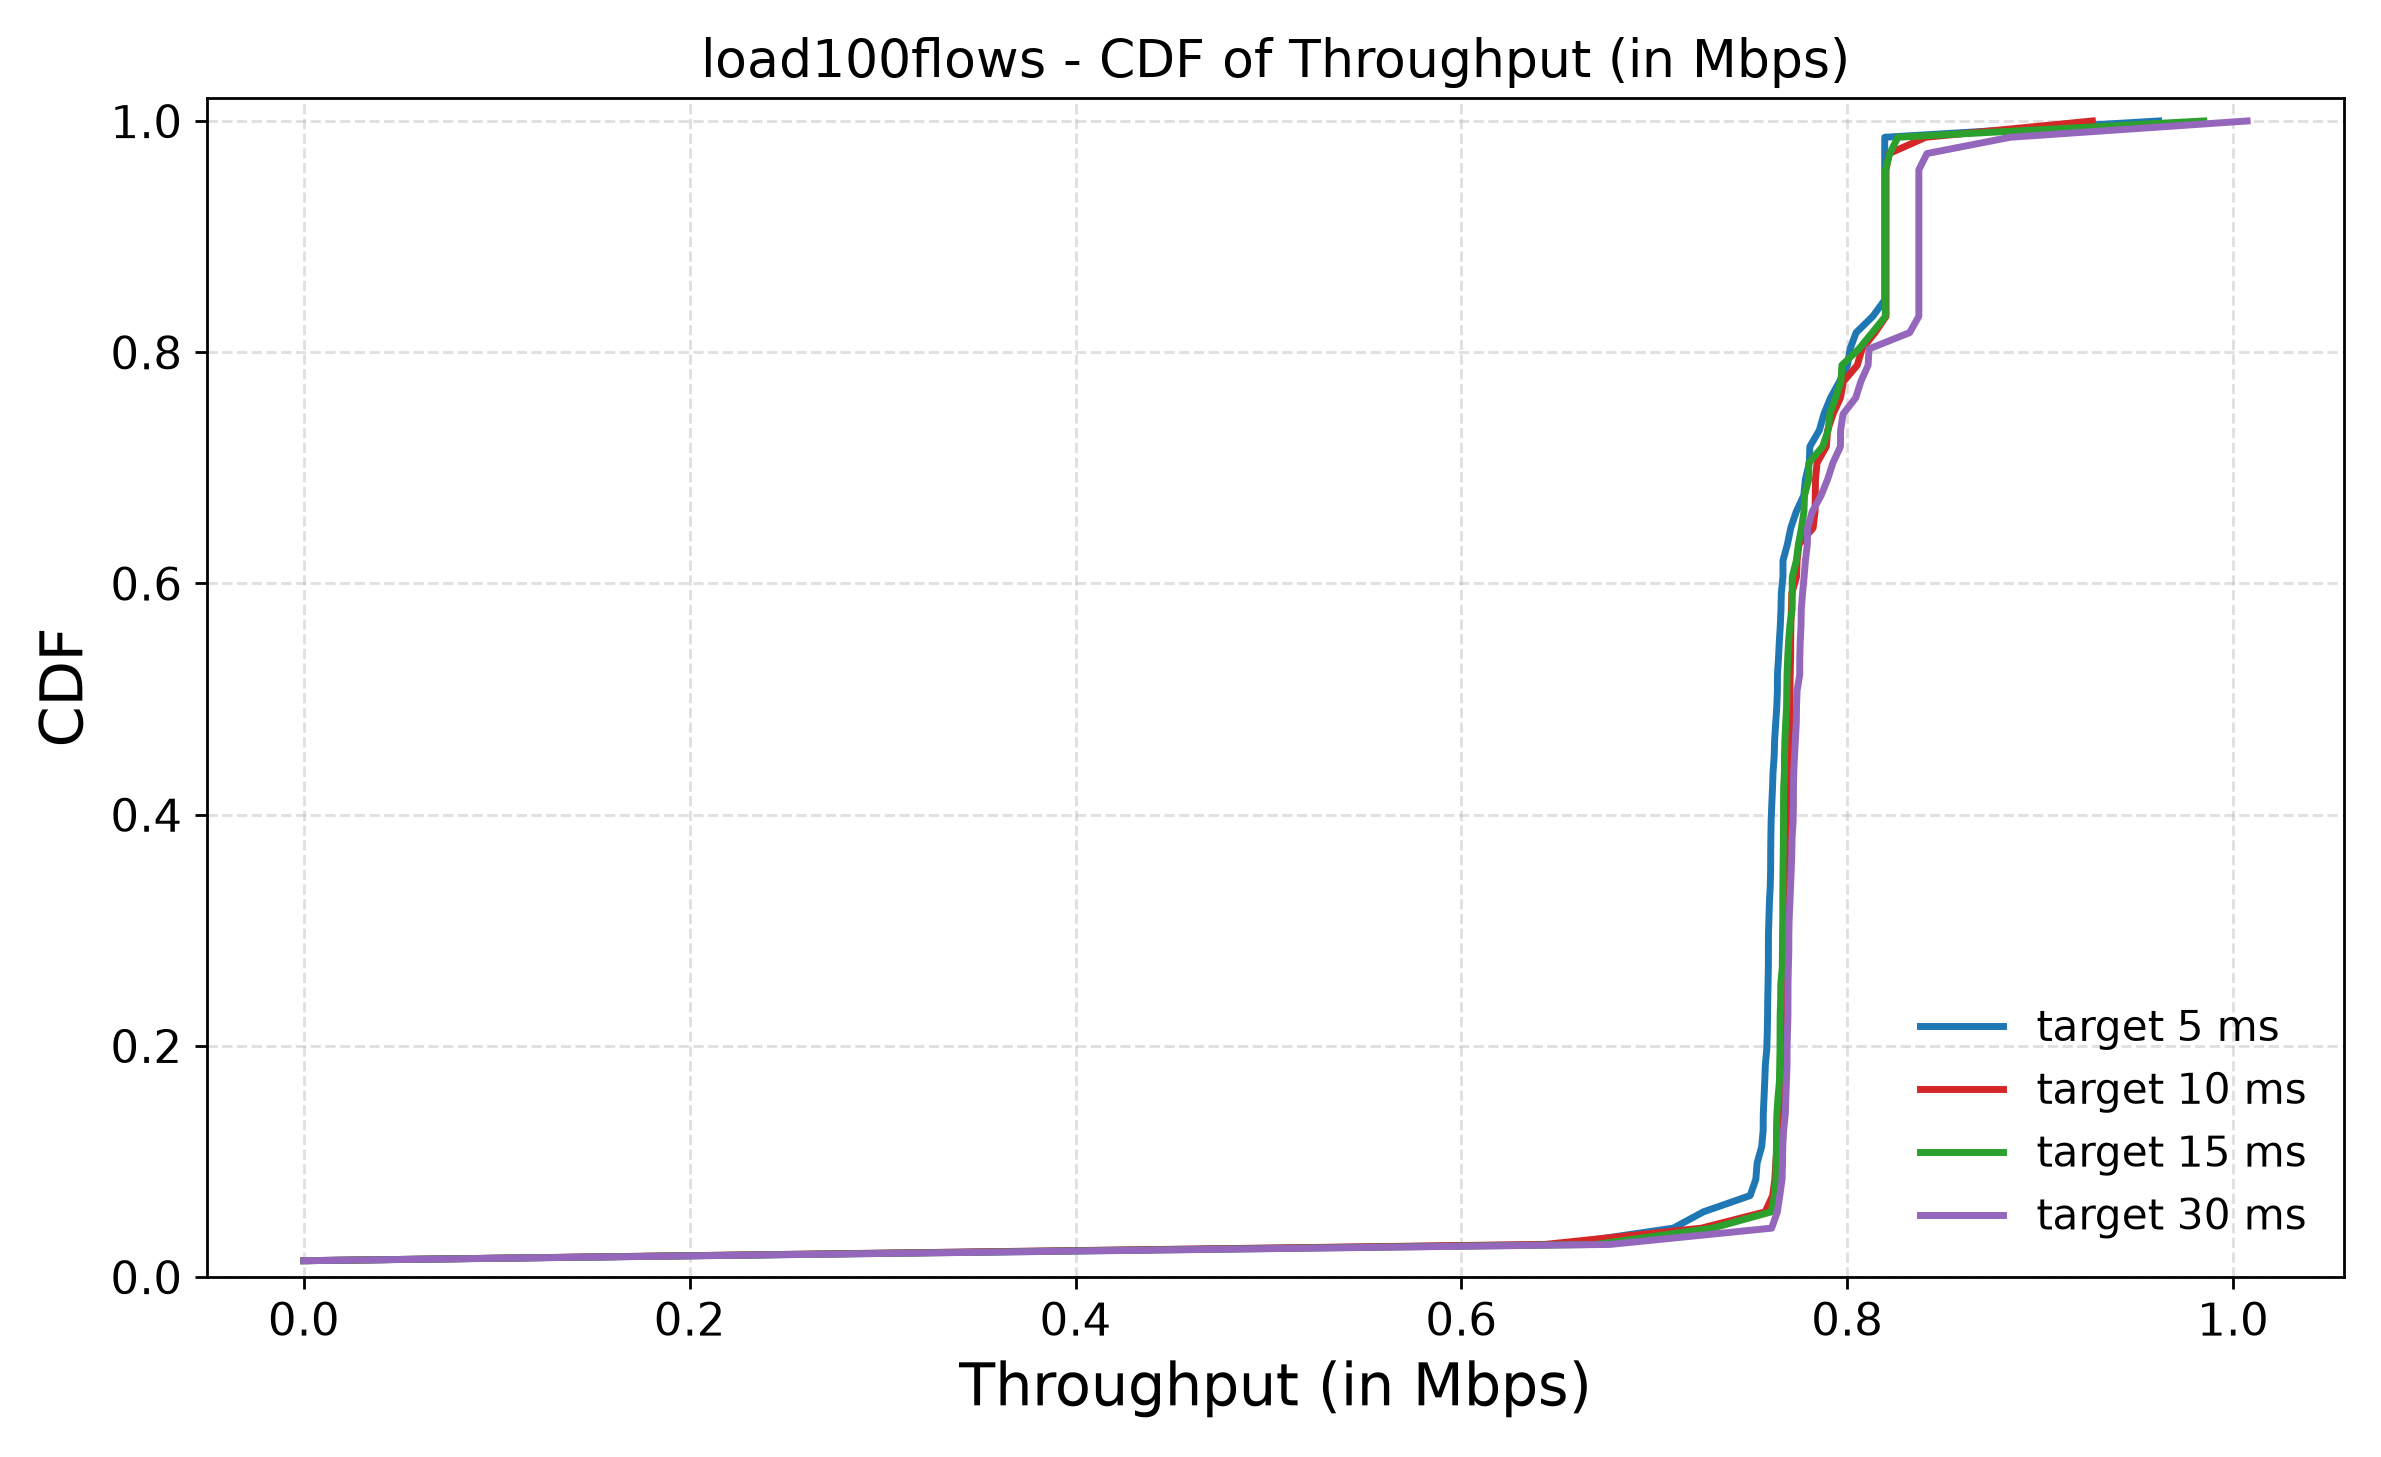 load100flows - CDF of Throughput (in Mbps)
1.0
0.8
0.6
0.4
0.2
0.0
CDF
target 5 ms
target 10 ms
target 15 ms
target 30 ms
0.0 0.2 0.4 0.6 0.8 1.0
Throughput (in Mbps)